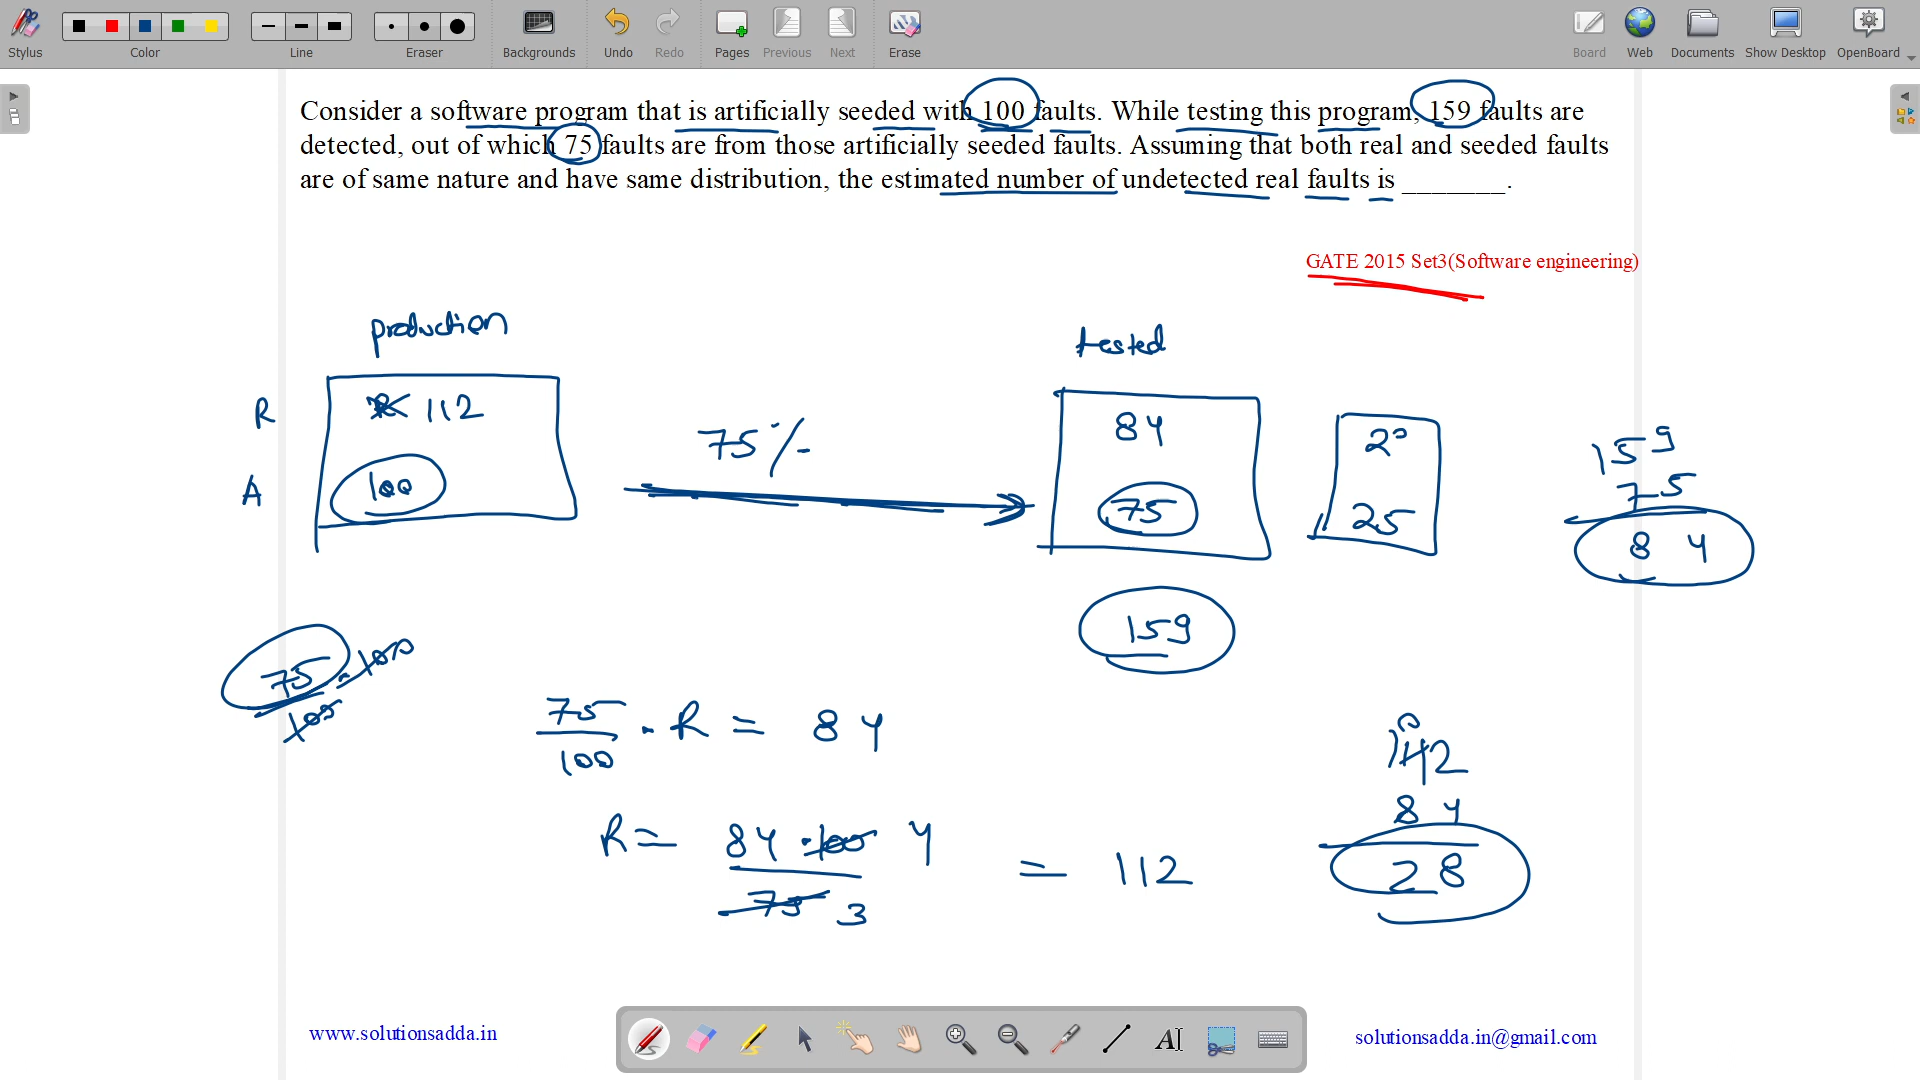 Stylus Color Line Eraser Backgrounds Undo Redo Pages Previous Next Erase Board Web Documents Show Desktop OpenBoard
Consider a software program that is artificially seeded with 100 faults. While testing this program, 159 faults are
detected, out of which 75 faults are from those artificially seeded faults. Assuming that both real and seeded faults
are of same nature and have same distribution, the estimated number of undetected real faults is _______.
GATE 2015 Set3(Software engineering)
production
tested
R 112
A 100
75%
84
75
25
159
75
84
159
75/100 . 100
75/100 . R = 84
R = 84 . 100 4 / 75 3 = 112
84
28
www.solutionsadda.in
solutionsadda.in@gmail.com